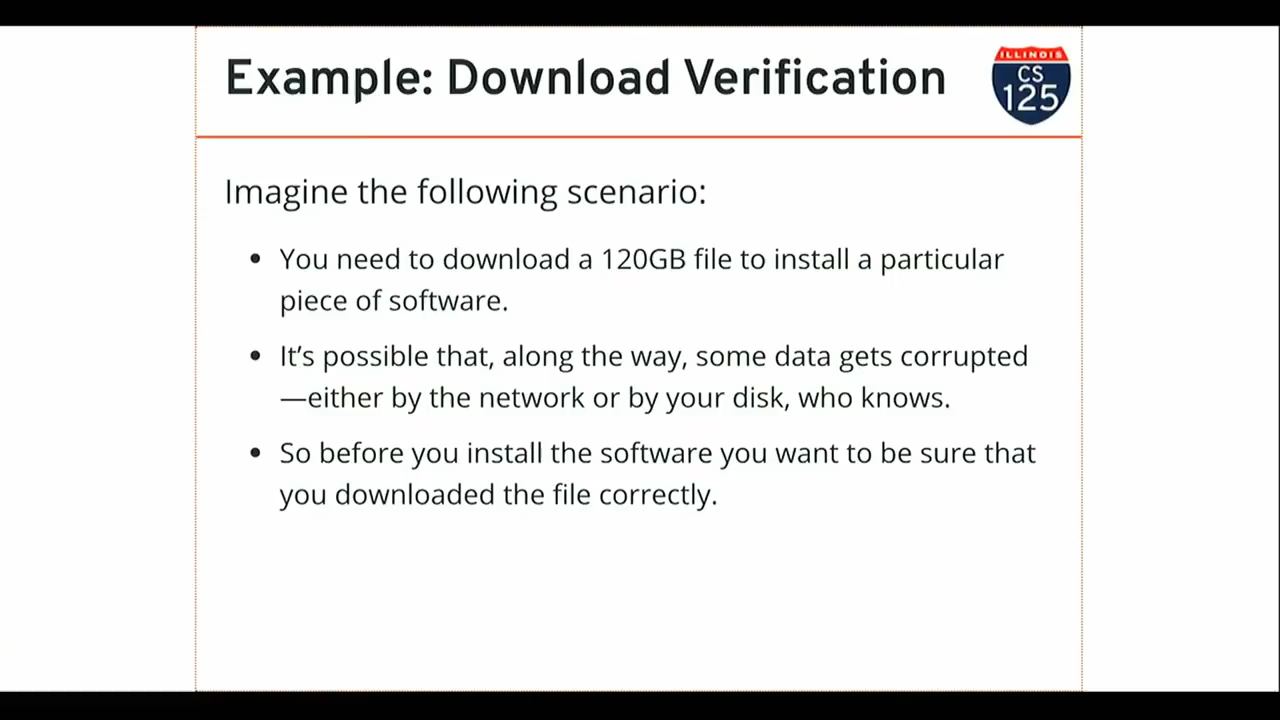 Example: Download Verification
ILLINOIS
CS
125
Imagine the following scenario:
• You need to download a 120GB file to install a particular
piece of software.
• It’s possible that, along the way, some data gets corrupted
—either by the network or by your disk, who knows.
• So before you install the software you want to be sure that
you downloaded the file correctly.